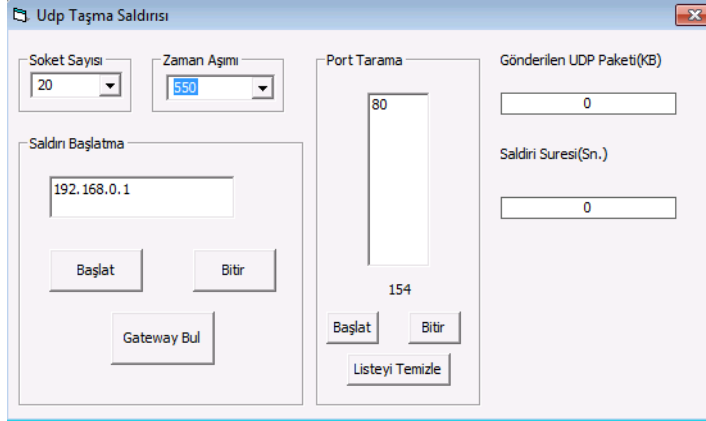 Udp Taşma Saldırısı
Soket Sayısı
20
Zaman Aşımı
550
Saldırı Başlatma
192.168.0.1
Başlat
Bitir
Gateway Bul
Port Tarama
80
154
Başlat
Bitir
Listeyi Temizle
Gönderilen UDP Paketi(KB)
0
Saldiri Suresi(Sn.)
0